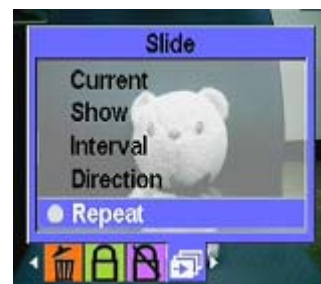 Slide
Current
Show
Interval
Direction
Repeat